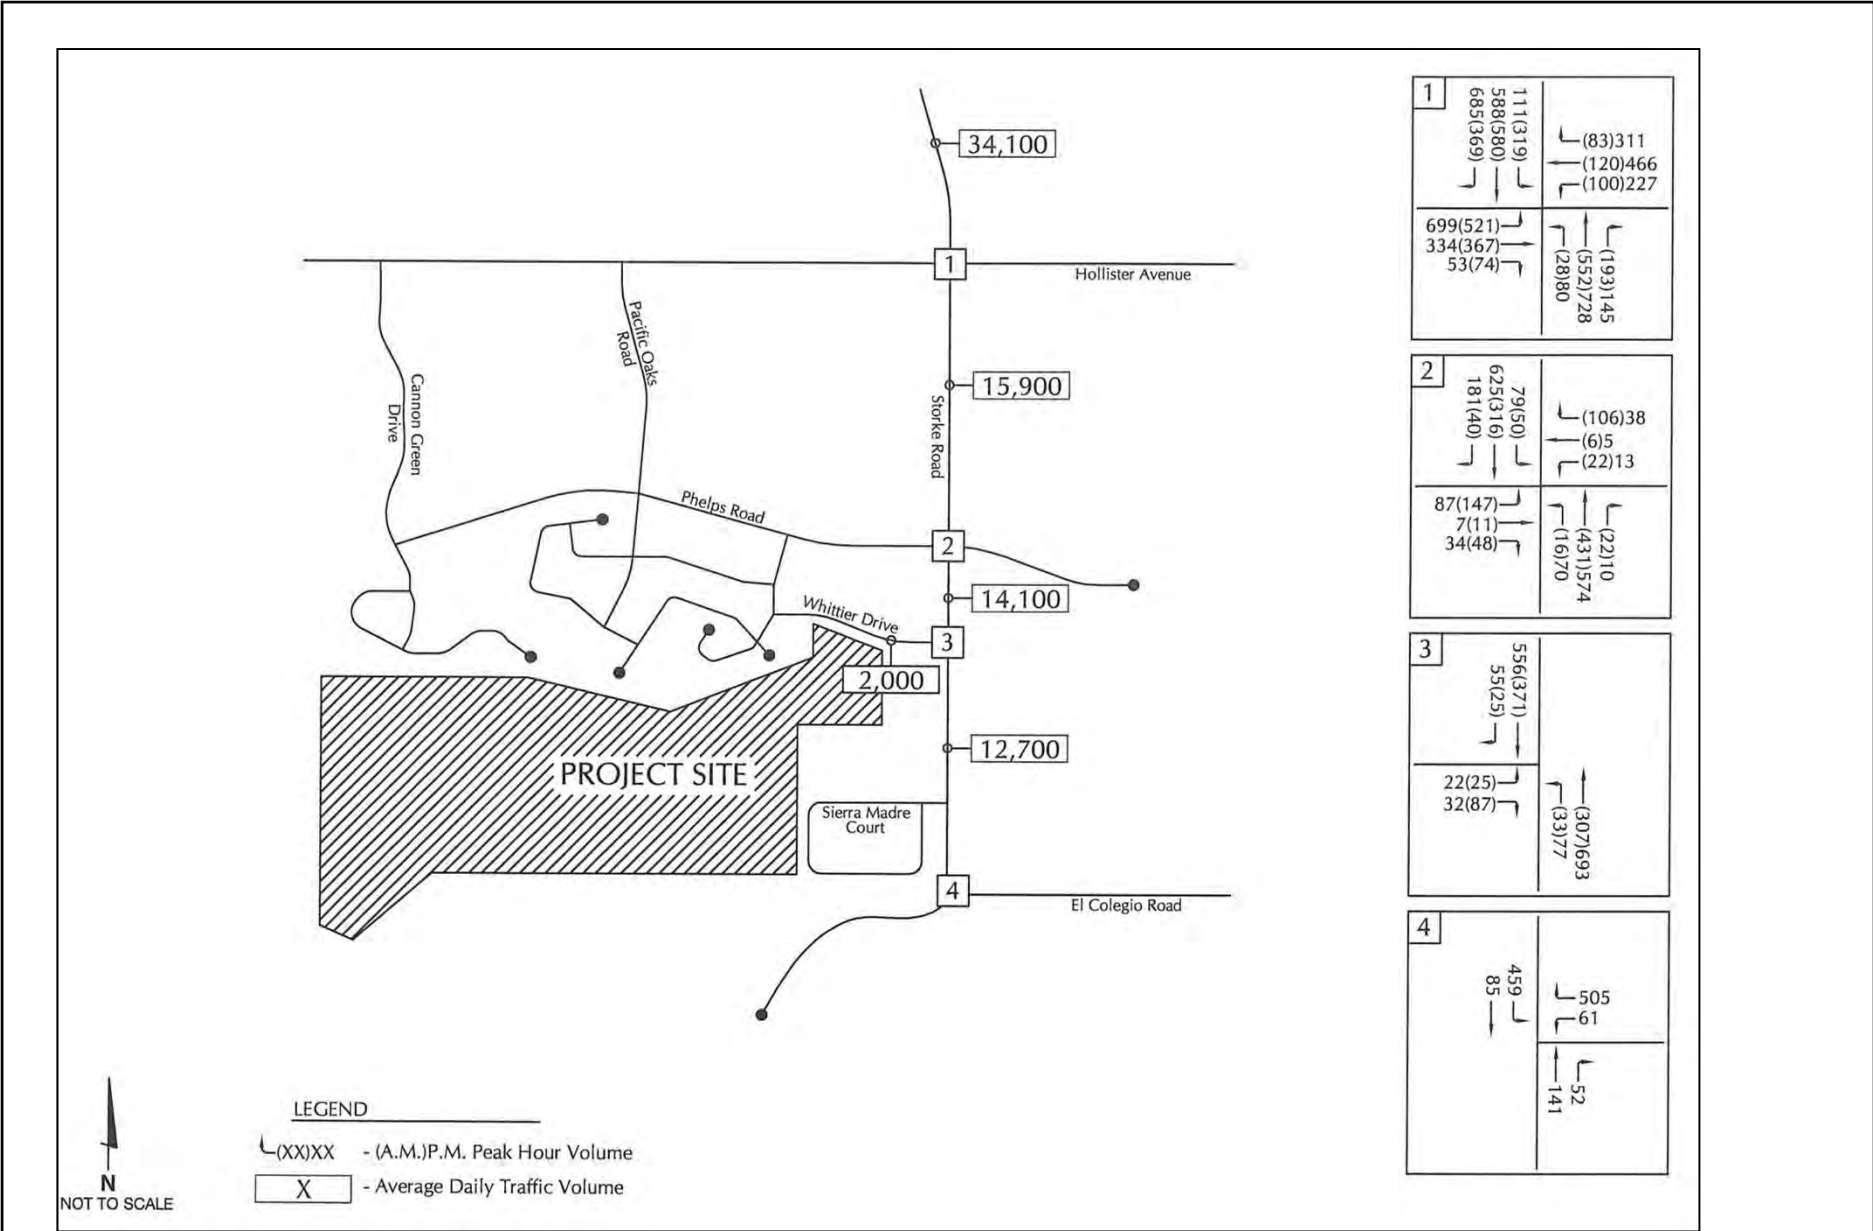 34,100
1
Hollister Avenue
Pacific Oaks
Road
15,900
Cannon Green
Drive
Storke Road
Phelps Road
2
14,100
Whittier Drive
3
2,000
PROJECT SITE
12,700
Sierra Madre
Court
4
El Colegio Road
LEGEND
(XX)XX - (A.M.)P.M. Peak Hour Volume
X - Average Daily Traffic Volume
N
NOT TO SCALE
1
685(369)
588(580)
111(319)
(83)311
(120)466
(100)227
699(521)
334(367)
53(74)
(28)80
(552)728
(193)145
2
181(40)
625(316)
79(50)
(106)38
(6)5
(22)13
87(147)
7(11)
34(48)
(16)70
(431)574
(22)10
3
55(25)
556(371)
22(25)
32(87)
(33)77
(307)693
4
85
459
505
61
141
52